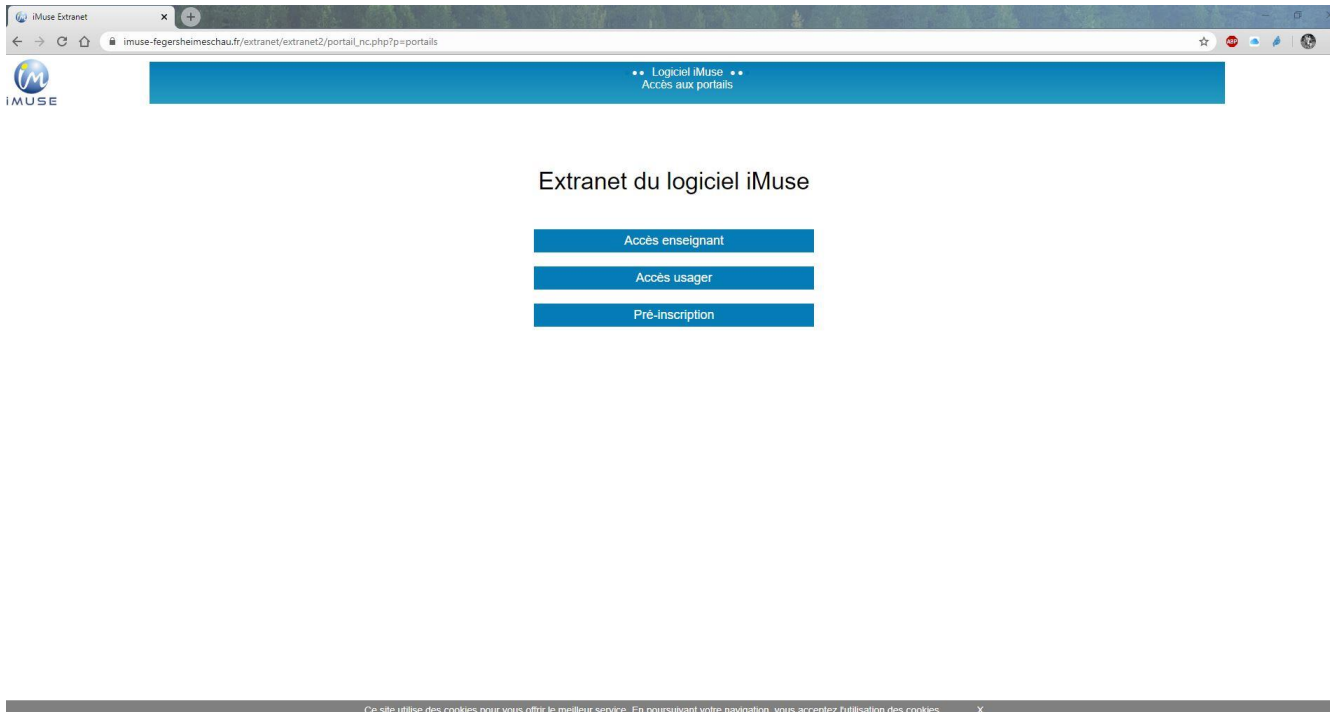 iMuse Extranet
imuse-fegersheimeschau.fr/extranet/extranet2/portail_nc.php?p=portails
ABP
iM
iMUSE
•• Logiciel iMuse ••
Accès aux portails
Extranet du logiciel iMuse
Accès enseignant
Accès usager
Pré-inscription
Ce site utilise des cookies pour vous offrir le meilleur service. En poursuivant votre navigation, vous acceptez l'utilisation des cookies. X